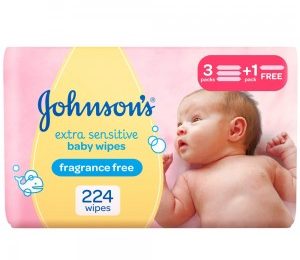 3 packs +1 pack FREE
Johnson's®
extra sensitive
baby wipes
fragrance free
224
wipes